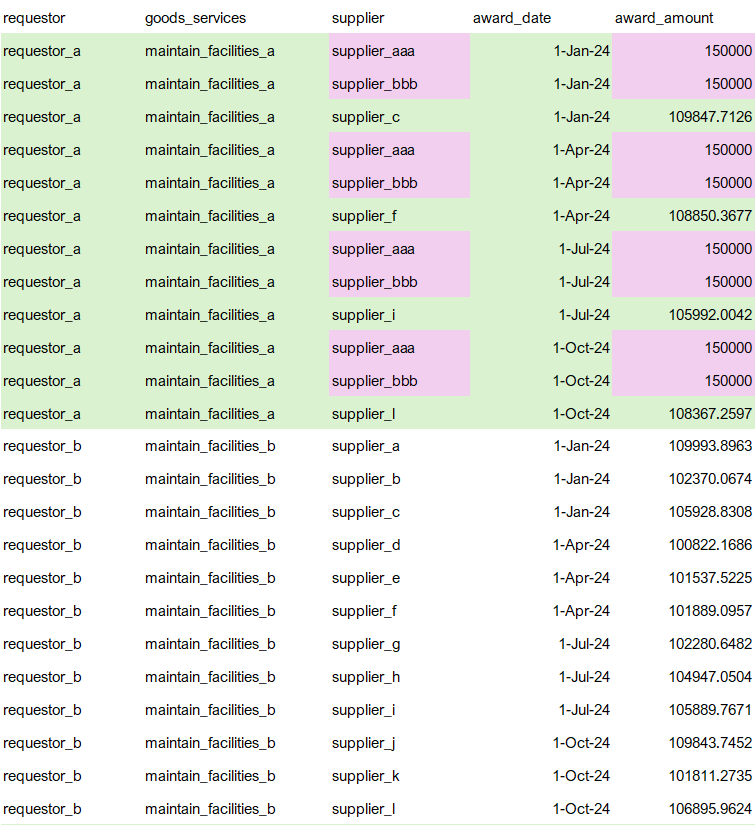 requestor goods_services supplier award_date award_amount
requestor_a maintain_facilities_a supplier_aaa 1-Jan-24 150000
requestor_a maintain_facilities_a supplier_bbb 1-Jan-24 150000
requestor_a maintain_facilities_a supplier_c 1-Jan-24 109847.7126
requestor_a maintain_facilities_a supplier_aaa 1-Apr-24 150000
requestor_a maintain_facilities_a supplier_bbb 1-Apr-24 150000
requestor_a maintain_facilities_a supplier_f 1-Apr-24 108850.3677
requestor_a maintain_facilities_a supplier_aaa 1-Jul-24 150000
requestor_a maintain_facilities_a supplier_bbb 1-Jul-24 150000
requestor_a maintain_facilities_a supplier_i 1-Jul-24 105992.0042
requestor_a maintain_facilities_a supplier_aaa 1-Oct-24 150000
requestor_a maintain_facilities_a supplier_bbb 1-Oct-24 150000
requestor_a maintain_facilities_a supplier_l 1-Oct-24 108367.2597
requestor_b maintain_facilities_b supplier_a 1-Jan-24 109993.8963
requestor_b maintain_facilities_b supplier_b 1-Jan-24 102370.0674
requestor_b maintain_facilities_b supplier_c 1-Jan-24 105928.8308
requestor_b maintain_facilities_b supplier_d 1-Apr-24 100822.1686
requestor_b maintain_facilities_b supplier_e 1-Apr-24 101537.5225
requestor_b maintain_facilities_b supplier_f 1-Apr-24 101889.0957
requestor_b maintain_facilities_b supplier_g 1-Jul-24 102280.6482
requestor_b maintain_facilities_b supplier_h 1-Jul-24 104947.0504
requestor_b maintain_facilities_b supplier_i 1-Jul-24 105889.7671
requestor_b maintain_facilities_b supplier_j 1-Oct-24 109843.7452
requestor_b maintain_facilities_b supplier_k 1-Oct-24 101811.2735
requestor_b maintain_facilities_b supplier_l 1-Oct-24 106895.9624